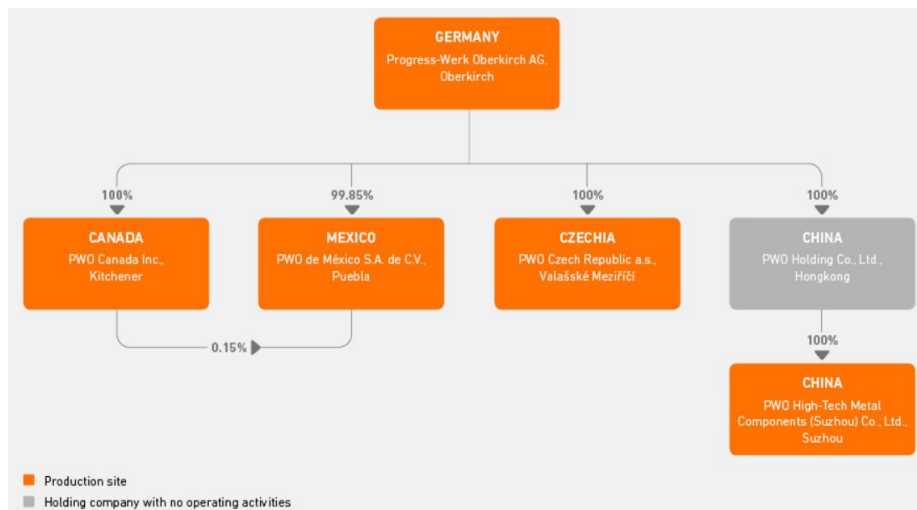 GERMANY
Progress-Werk Oberkirch AG,
Oberkirch
100%
99.85%
100%
100%
CANADA
PWO Canada Inc.,
Kitchener
MEXICO
PWO de México S.A. de C.V.,
Puebla
CZECHIA
PWO Czech Republic a.s.,
Valašské Meziříčí
CHINA
PWO Holding Co., Ltd.,
Hongkong
0.15%
100%
CHINA
PWO High-Tech Metal
Components (Suzhou) Co., Ltd.,
Suzhou
Production site
Holding company with no operating activities